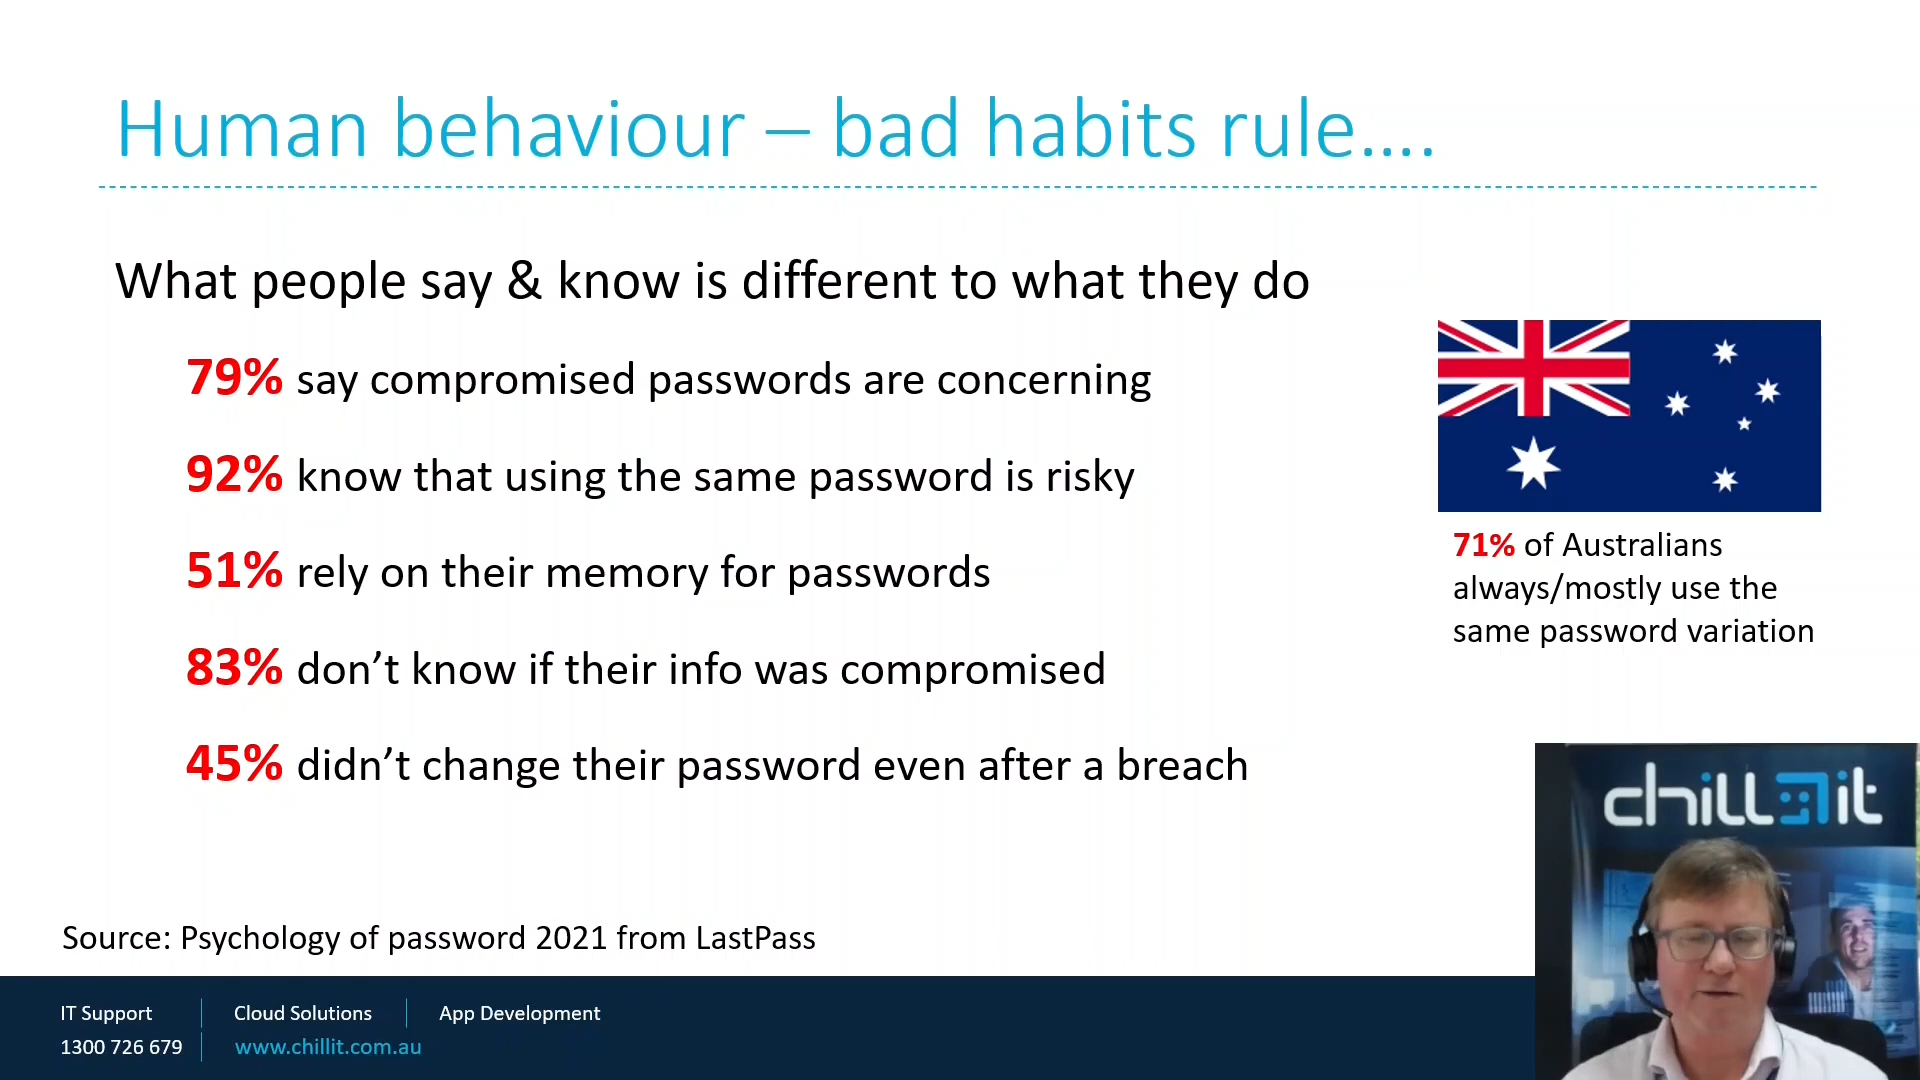 Human behaviour – bad habits rule....
What people say & know is different to what they do
79% say compromised passwords are concerning
92% know that using the same password is risky
51% rely on their memory for passwords
83% don’t know if their info was compromised
45% didn’t change their password even after a breach
71% of Australians
always/mostly use the
same password variation
Source: Psychology of password 2021 from LastPass
chillit
IT Support
Cloud Solutions
App Development
1300 726 679
www.chillit.com.au